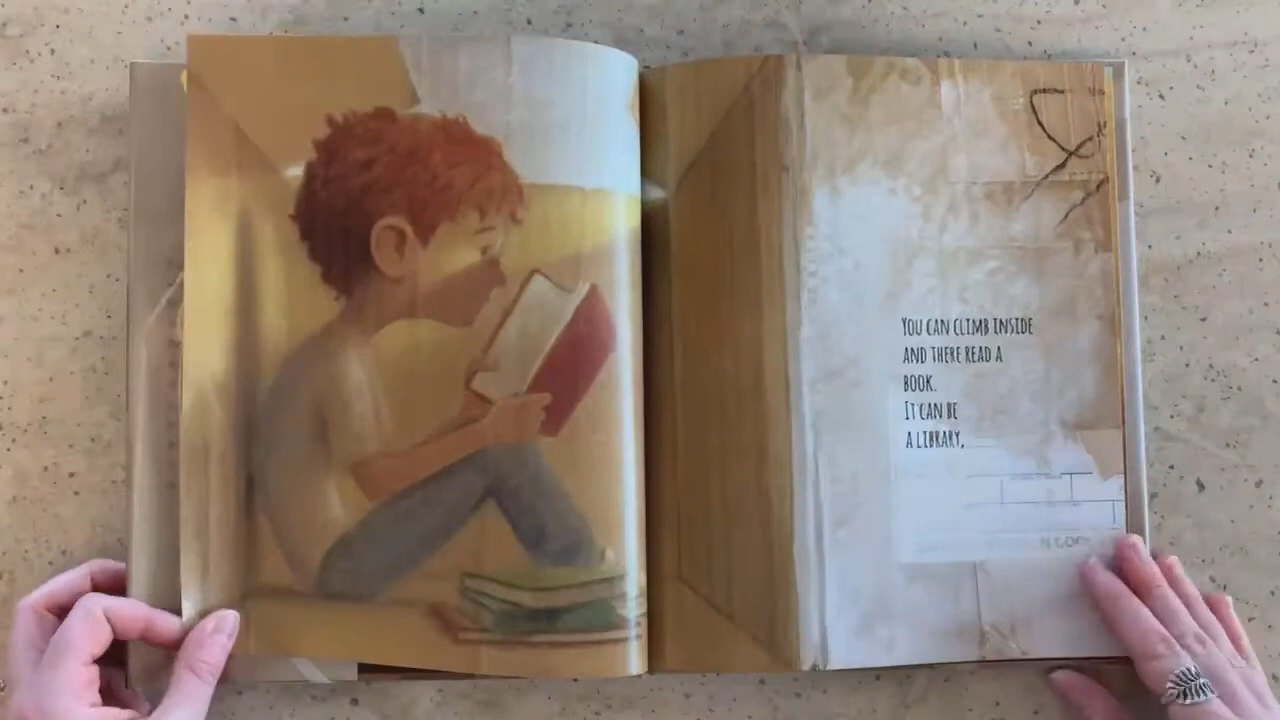 YOU CAN CLIMB INSIDE
AND THERE READ A
BOOK.
IT CAN BE
A LIBRARY,